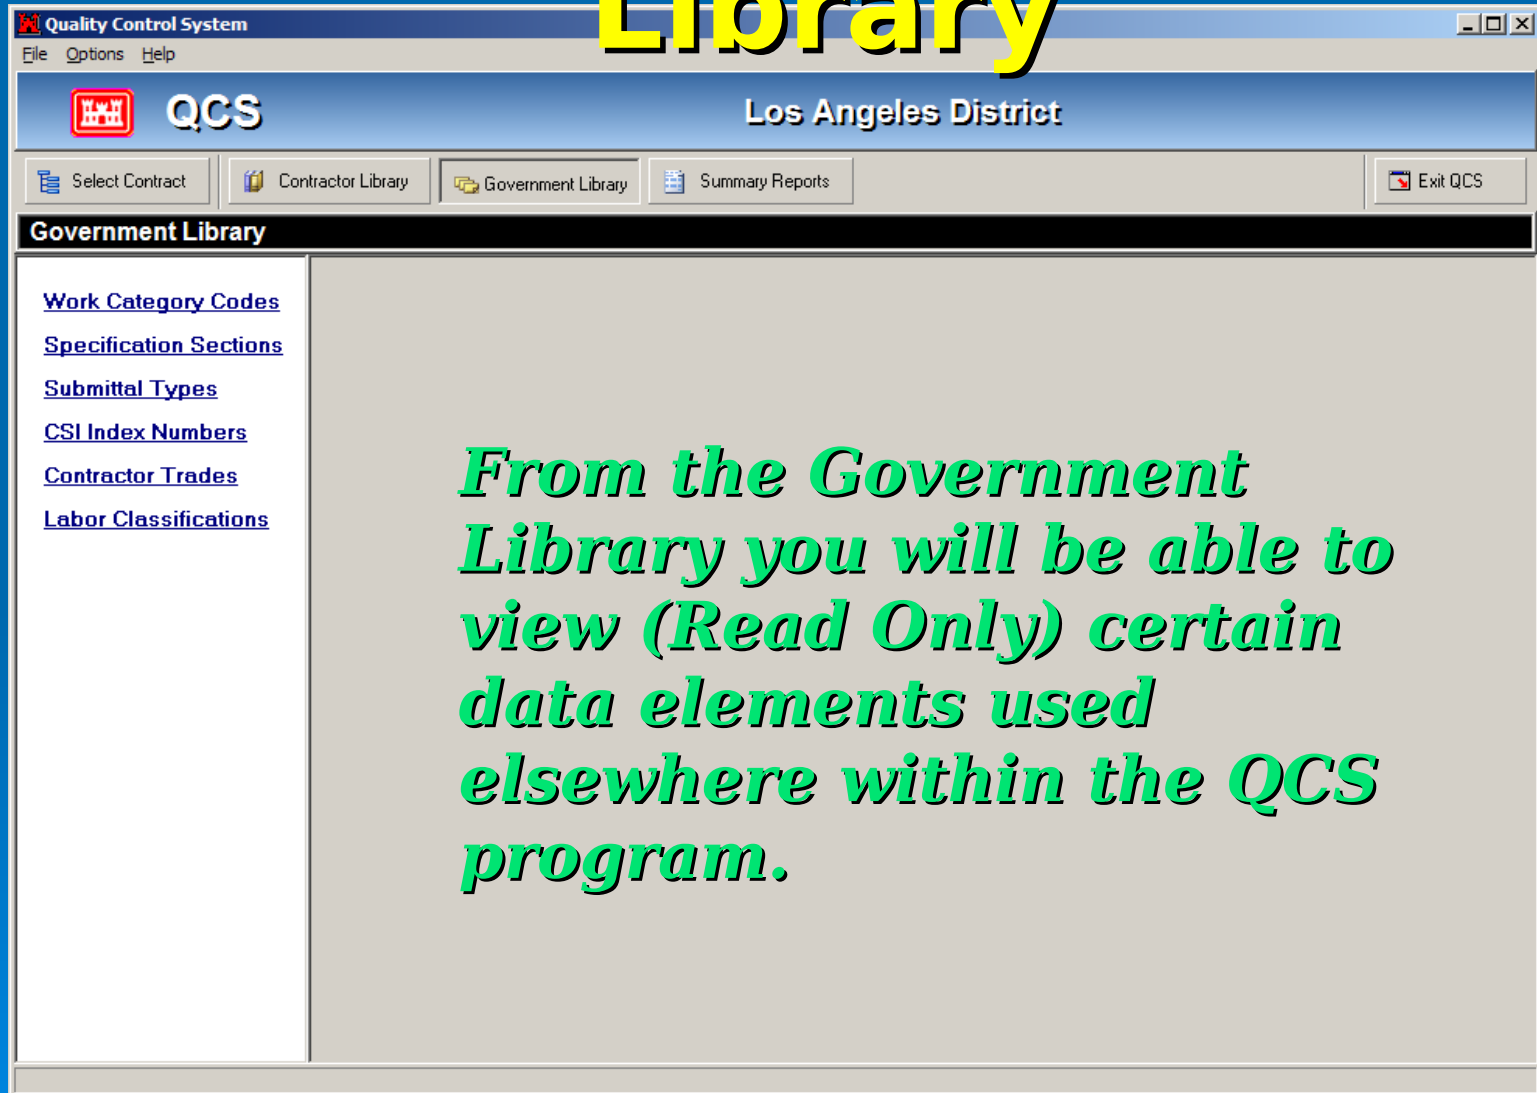 Library
Quality Control System
File Options Help
QCS
Los Angeles District
Select Contract
Contractor Library
Government Library
Summary Reports
Exit QCS
Government Library
Work Category Codes
Specification Sections
Submittal Types
CSI Index Numbers
Contractor Trades
Labor Classifications
From the Government
Library you will be able to
view (Read Only) certain
data elements used
elsewhere within the QCS
program.